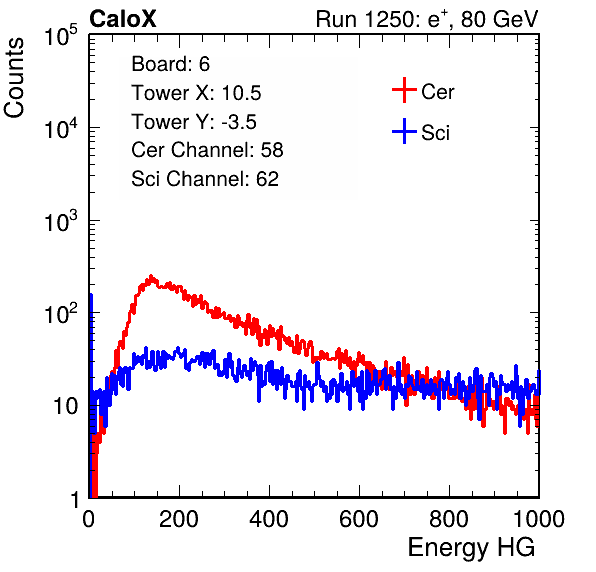 CaloX Run 1250: e⁺, 80 GeV
Counts
10⁵
10⁴
10³
10²
10
1
Board: 6
Tower X: 10.5
Tower Y: -3.5
Cer Channel: 58
Sci Channel: 62
Cer
Sci
0 200 400 600 800 1000
Energy HG